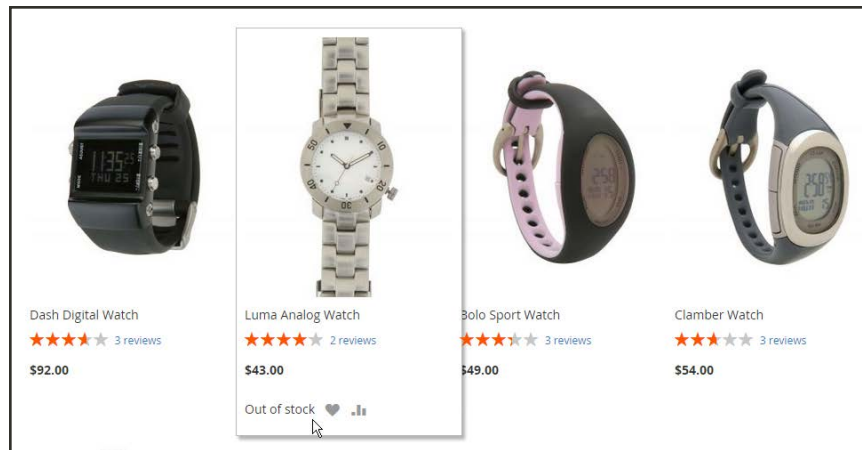 Dash Digital Watch
3 reviews
$92.00
Luma Analog Watch
2 reviews
$43.00
Out of stock
Bolo Sport Watch
3 reviews
$49.00
Clamber Watch
3 reviews
$54.00